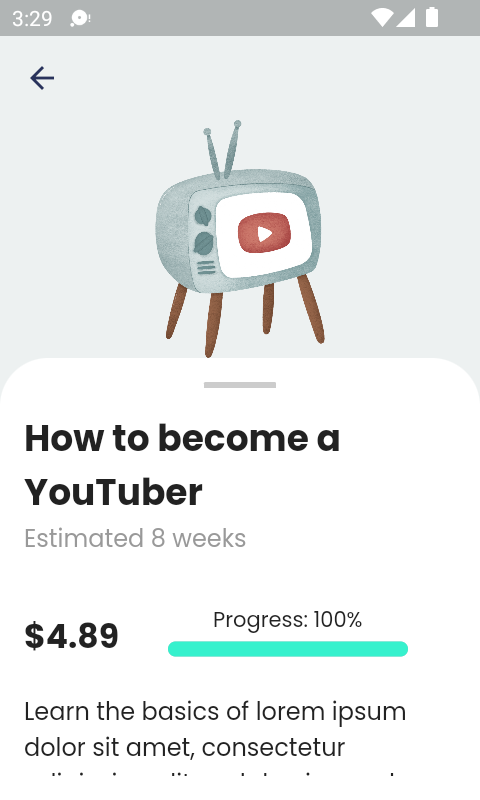 3:29
How to become a
YouTuber
Estimated 8 weeks
Progress: 100%
$4.89
Learn the basics of lorem ipsum
dolor sit amet, consectetur